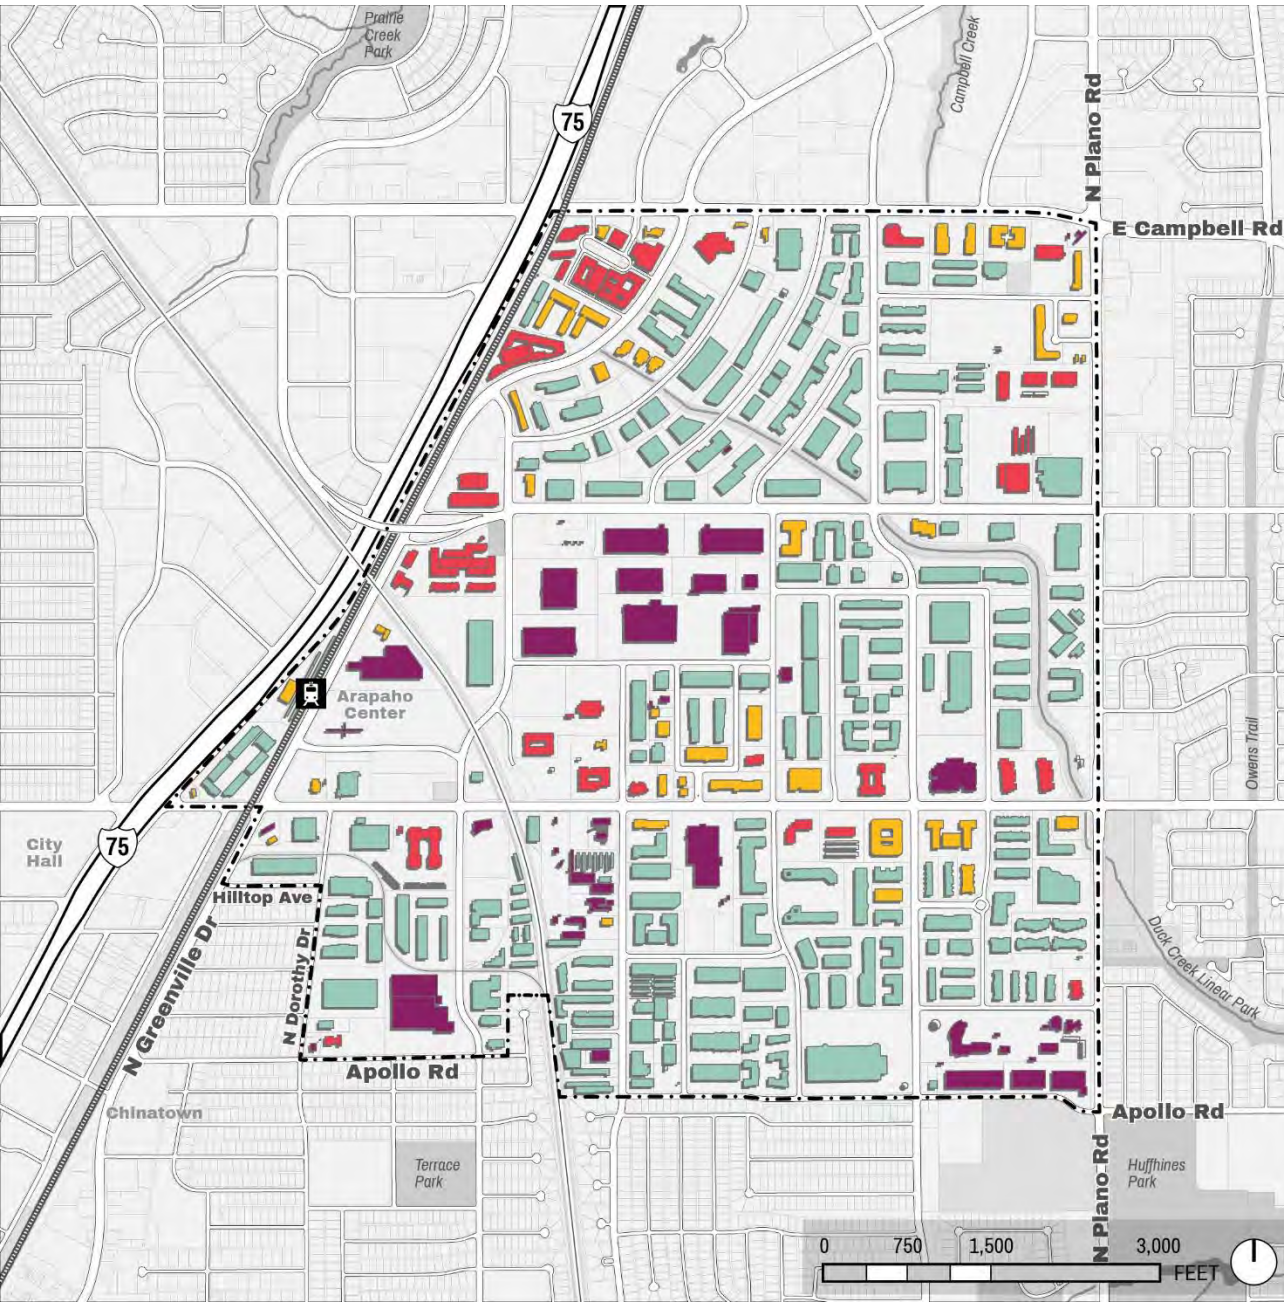 Prairie
Creek
Park
Campbell Creek
75
N Plano Rd
E Campbell Rd
Arapaho
Center
Owens Trail
City
Hall
75
Hilltop Ave
N Greenville Dr
N Dorothy Dr
Duck Creek Linear Park
Apollo Rd
Chinatown
Apollo Rd
Terrace
Park
N Plano Rd
Huffhines
Park
0 750 1,500 3,000
FEET